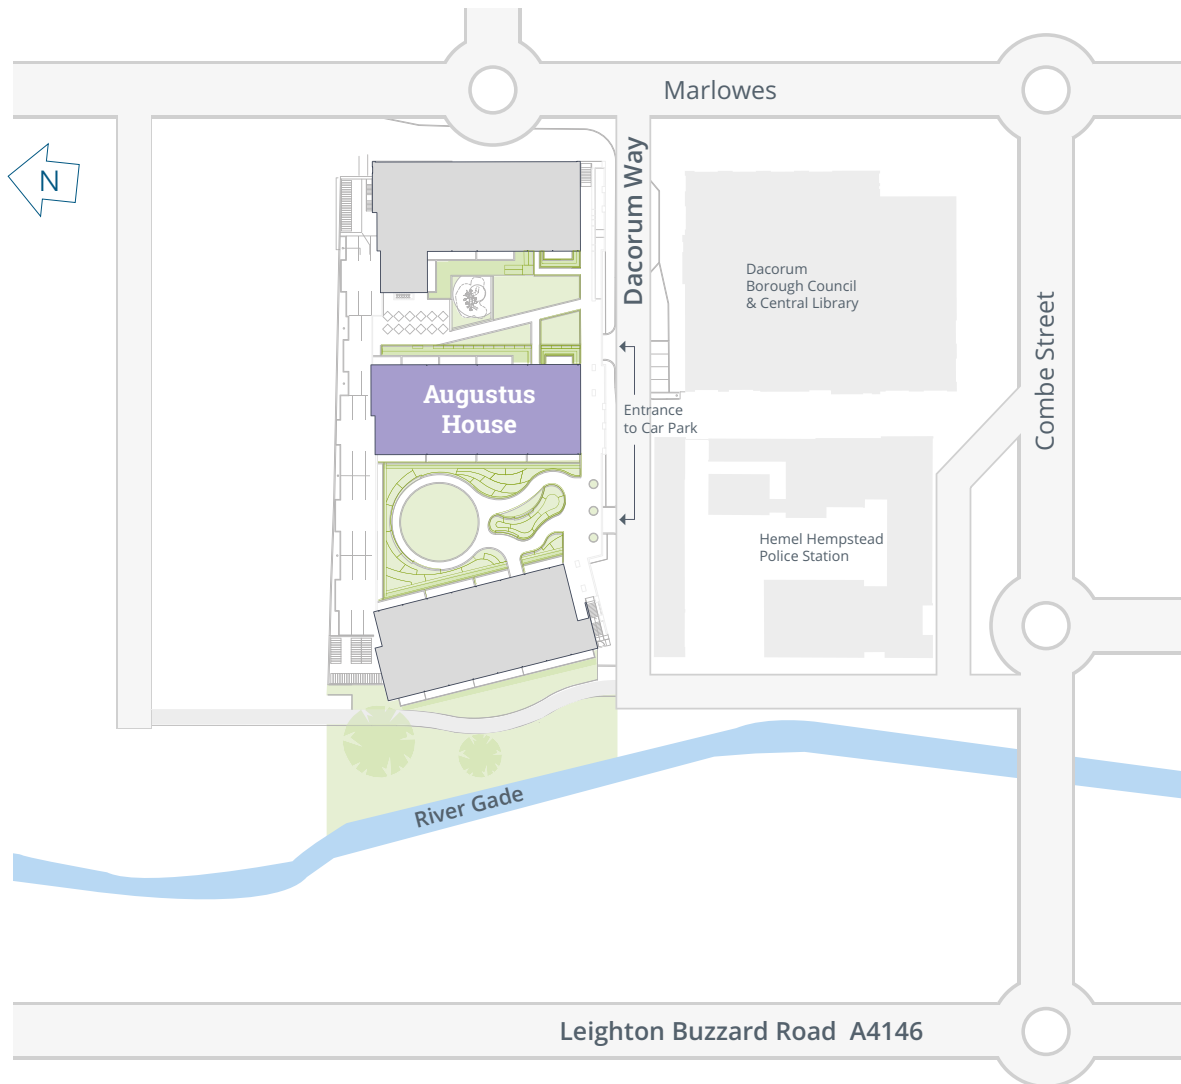 Marlowes
N
Dacorum Way
Dacorum
Borough Council
& Central Library
Combe Street
Augustus
House
Entrance
to Car Park
Hemel Hempstead
Police Station
River Gade
Leighton Buzzard Road A4146